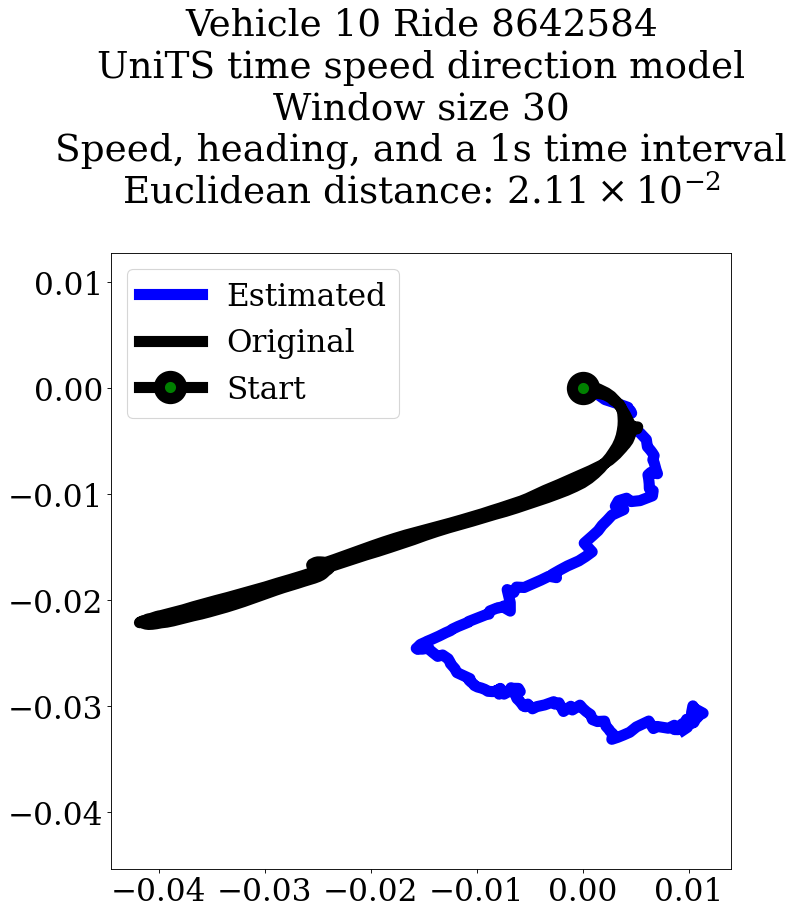 Vehicle 10 Ride 8642584
UniTS time speed direction model
Window size 30
Speed, heading, and a 1s time interval
Euclidean distance: 2.11 × 10⁻²
Estimated
Original
Start
0.01
0.00
−0.01
−0.02
−0.03
−0.04
−0.04 −0.03 −0.02 −0.01 0.00 0.01